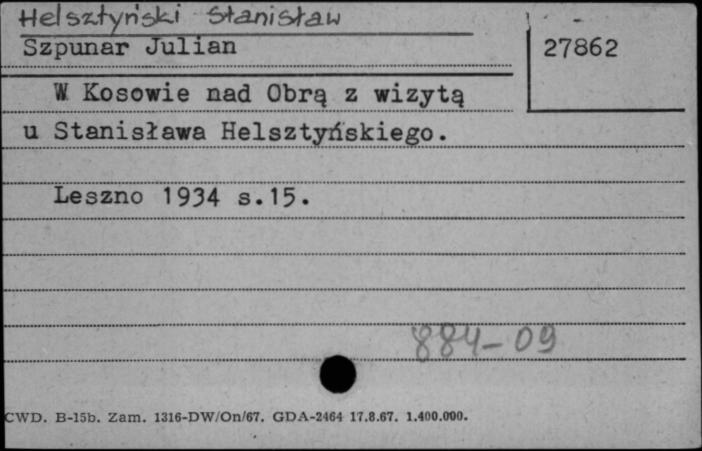 Helsztyński Stanisław
Szpunar Julian
27862
W Kosowie nad Obrą z wizytą
u Stanisława Helsztyńskiego.
Leszno 1934 s.15.
884-09
CWD. B-15b. Zam. 1316-DW/On/67. GDA-2464 17.8.67. 1.400.000.